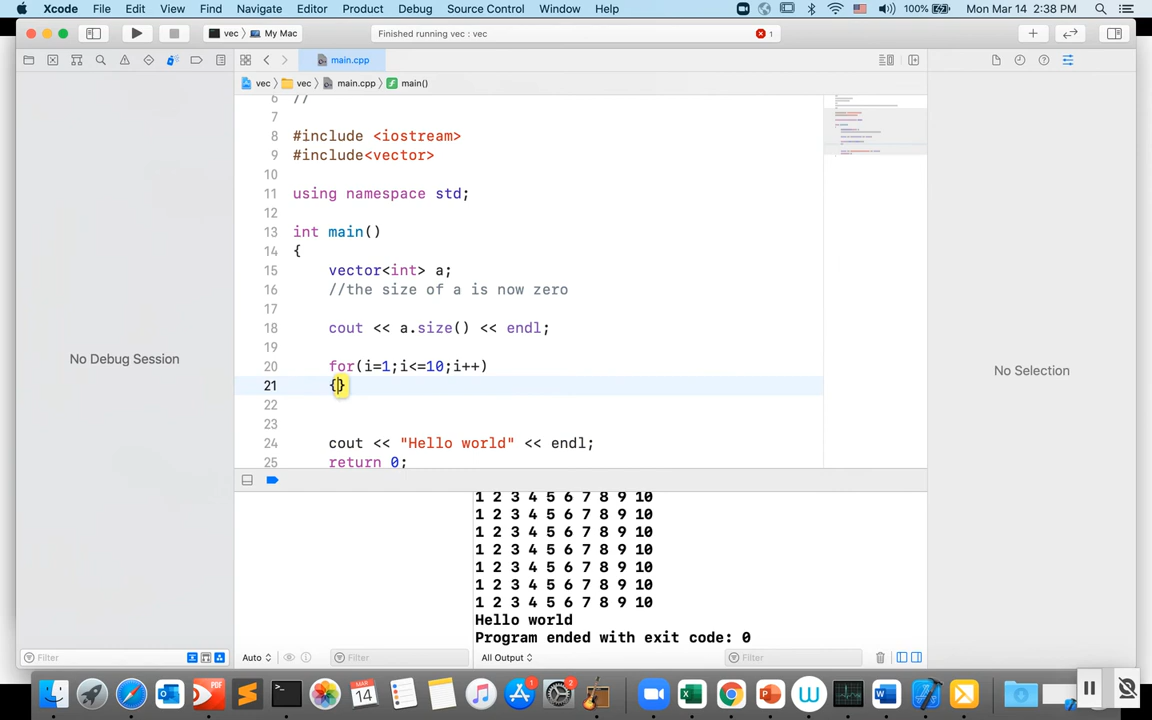 Xcode File Edit View Find Navigate Editor Product Debug Source Control Window Help 100% Mon Mar 14 2:38 PM
vec My Mac Finished running vec : vec 1
main.cpp
vec vec main.cpp main()
6 //
7
8 #include <iostream>
9 #include<vector>
10
11 using namespace std;
12
13 int main()
14 {
15 vector<int> a;
16 //the size of a is now zero
17
18 cout << a.size() << endl;
19
20 for(i=1;i<=10;i++)
21 {}
22
23
24 cout << "Hello world" << endl;
25 return 0;
No Debug Session
No Selection
1 2 3 4 5 6 7 8 9 10
1 2 3 4 5 6 7 8 9 10
1 2 3 4 5 6 7 8 9 10
1 2 3 4 5 6 7 8 9 10
1 2 3 4 5 6 7 8 9 10
1 2 3 4 5 6 7 8 9 10
1 2 3 4 5 6 7 8 9 10
Hello world
Program ended with exit code: 0
Filter Auto Filter All Output Filter
PDF MAR 14 1 2 W